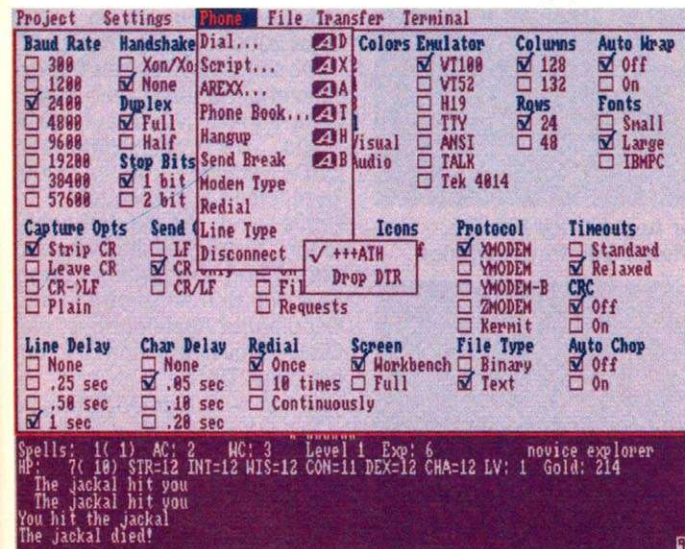 Project Settings Phone File Transfer Terminal
Baud Rate
300
1200
2400
4800
9600
19200
38400
57600
Handshake
Xon/Xo
None
Duplex
Full
Half
Stop Bits
1 bit
2 bit
Dial... A D
Script... A X
AREXX... A A
Phone Book... A T
Hangup A H
Send Break A B
Modem Type
Redial
Line Type
Disconnect
✓ +++ATH
Drop DTR
Colors
Visual
Audio
Emulator
VT100
VT52
H19
TTY
ANSI
TALK
Tek 4014
Columns
128
132
Rows
24
48
Auto Wrap
Off
On
Fonts
Small
Large
IBMPC
Capture Opts
Strip CR
Leave CR
CR->LF
Plain
Send
LF
CR
CR/LF
Fil
Requests
Icons
Protocol
XMODEM
YMODEM
YMODEM-B
ZMODEM
Kermit
Timeouts
Standard
Relaxed
CRC
Off
On
Line Delay
None
.25 sec
.50 sec
1 sec
Char Delay
None
.05 sec
.10 sec
.20 sec
Redial
Once
10 times
Continuously
Screen
Workbench
Full
File Type
Binary
Text
Auto Chop
Off
On
Spells: 1( 1) AC: 2 WC: 3 Level 1 Exp: 6 novice explorer
HP: 7( 10) STR=12 INT=12 WIS=12 CON=11 DEX=12 CHA=12 LV: 1 Gold: 214
The jackal hit you
The jackal hit you
You hit the jackal
The jackal died!